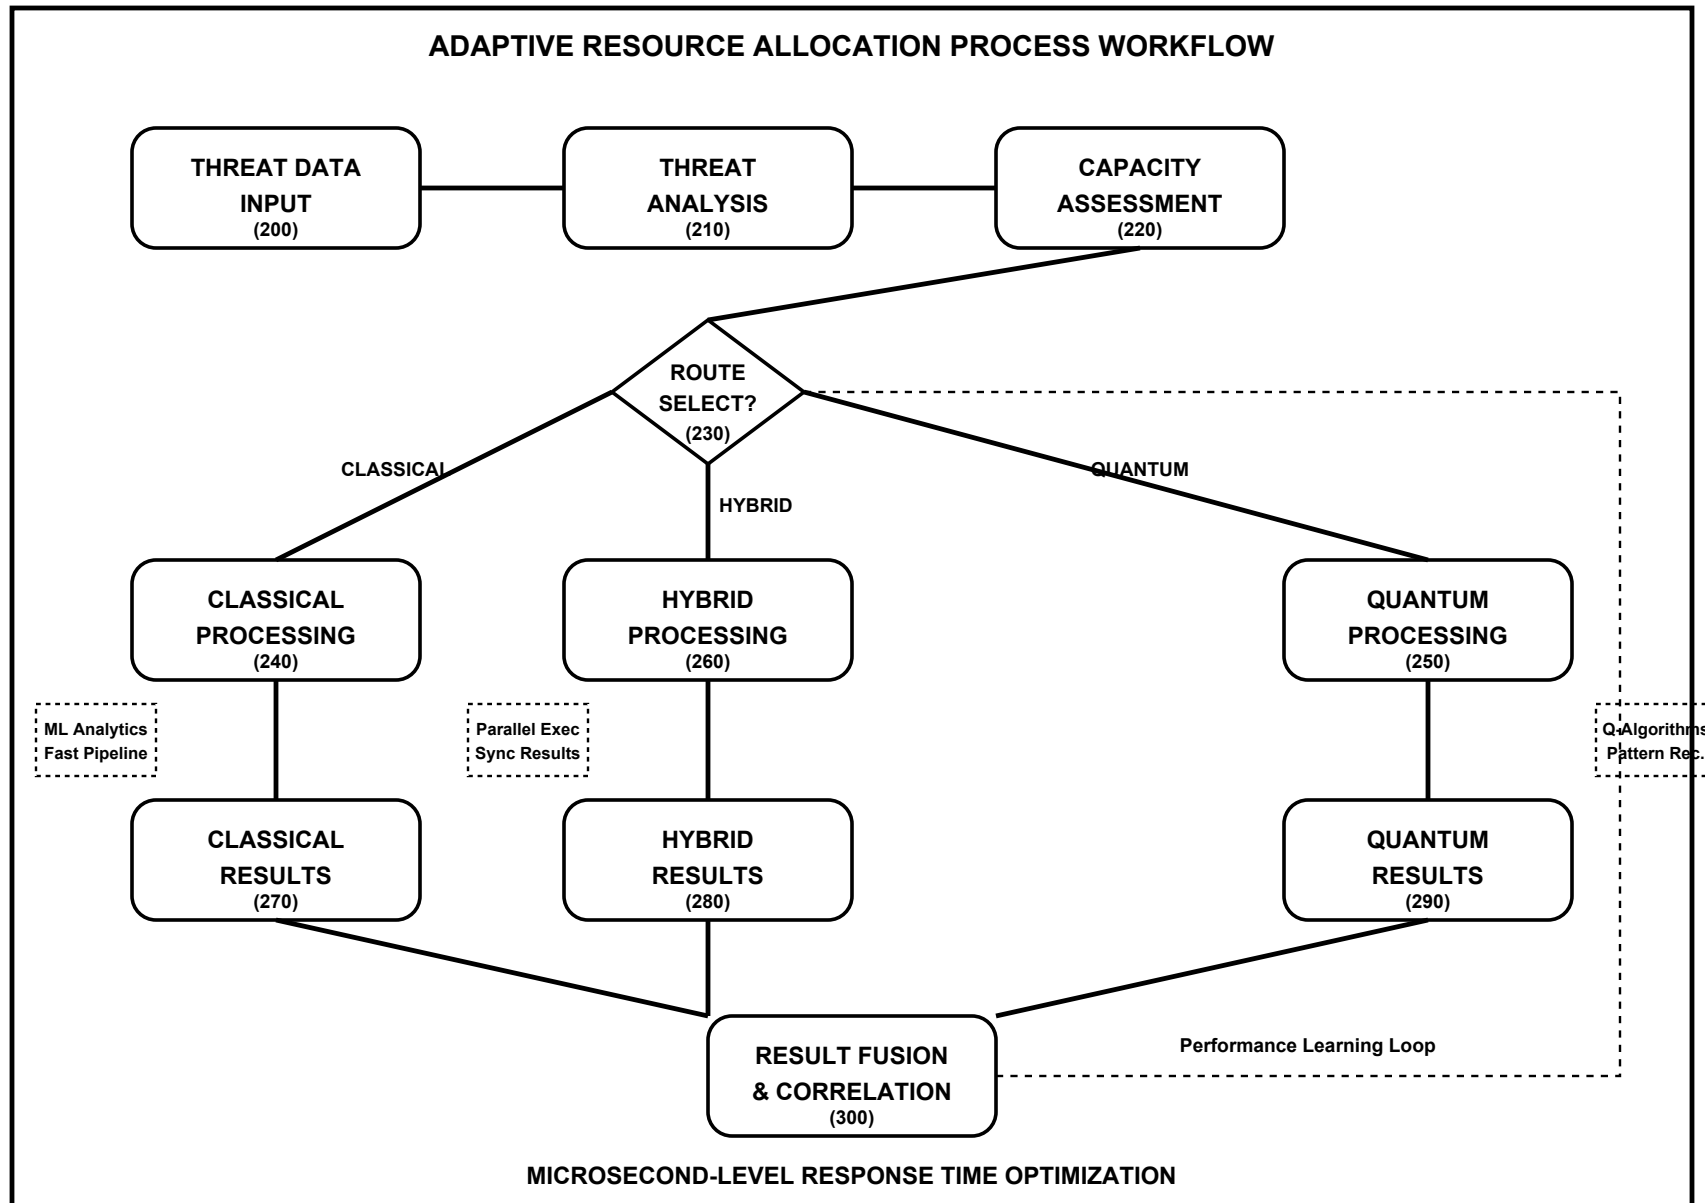 ADAPTIVE RESOURCE ALLOCATION PROCESS WORKFLOW
THREAT DATA
INPUT
(200)
THREAT
ANALYSIS
(210)
CAPACITY
ASSESSMENT
(220)
ROUTE
SELECT?
(230)
CLASSICAL
HYBRID
QUANTUM
CLASSICAL
PROCESSING
(240)
HYBRID
PROCESSING
(260)
QUANTUM
PROCESSING
(250)
ML Analytics
Fast Pipeline
Parallel Exec
Sync Results
Q-Algorithms
Pattern Rec.
CLASSICAL
RESULTS
(270)
HYBRID
RESULTS
(280)
QUANTUM
RESULTS
(290)
RESULT FUSION
& CORRELATION
(300)
Performance Learning Loop
MICROSECOND-LEVEL RESPONSE TIME OPTIMIZATION